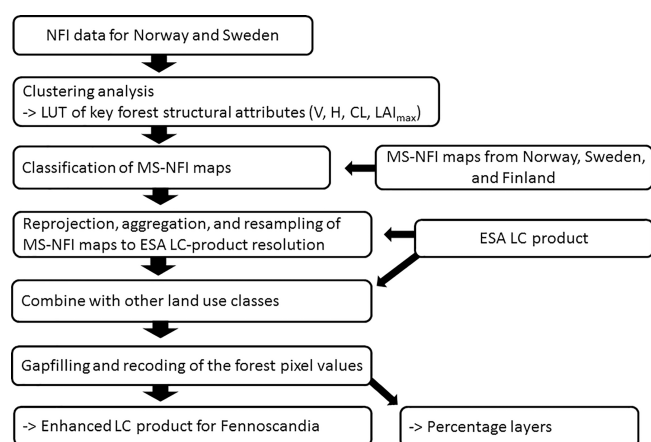 NFI data for Norway and Sweden
Clustering analysis
-> LUT of key forest structural attributes (V, H, CL, LAImax)
Classification of MS-NFI maps
MS-NFI maps from Norway, Sweden,
and Finland
Reprojection, aggregation, and resampling of
MS-NFI maps to ESA LC-product resolution
ESA LC product
Combine with other land use classes
Gapfilling and recoding of the forest pixel values
-> Enhanced LC product for Fennoscandia
-> Percentage layers